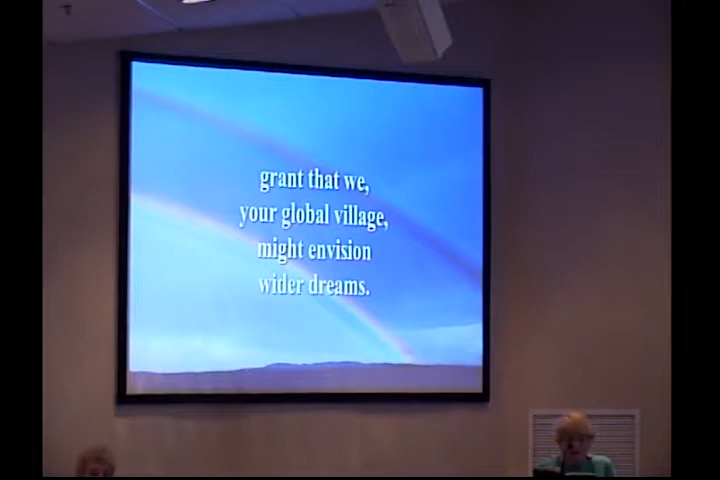 grant that we,
your global village,
might envision
wider dreams.